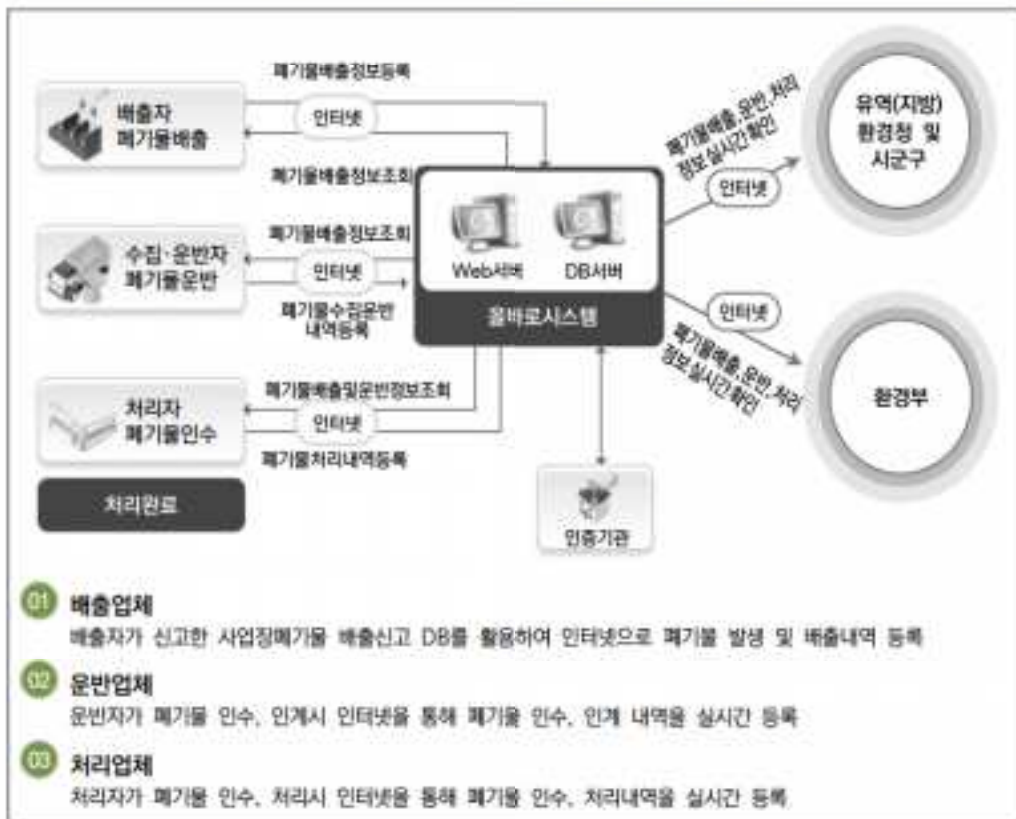 폐기물배출정보등록
배출자
폐기물배출
인터넷
폐기물배출정보조회
폐기물배출정보조회
수집·운반자
폐기물운반
인터넷
폐기물수집운반
내역등록
Web서버
DB서버
올바로시스템
폐기물배출및운반정보조회
처리자
폐기물인수
인터넷
폐기물처리내역등록
처리완료
인증기관
폐기물배출,운반,처리
정보 실시간 확인
인터넷
유역(지방)
환경청 및
시군구
인터넷
폐기물배출,운반,처리
정보 실시간 확인
환경부
01 배출업체
배출자가 신고한 사업장폐기물 배출신고 DB를 활용하여 인터넷으로 폐기물 발생 및 배출내역 등록
02 운반업체
운반자가 폐기물 인수, 인계시 인터넷을 통해 폐기물 인수, 인계 내역을 실시간 등록
03 처리업체
처리자가 폐기물 인수, 처리시 인터넷을 통해 폐기물 인수, 처리내역을 실시간 등록